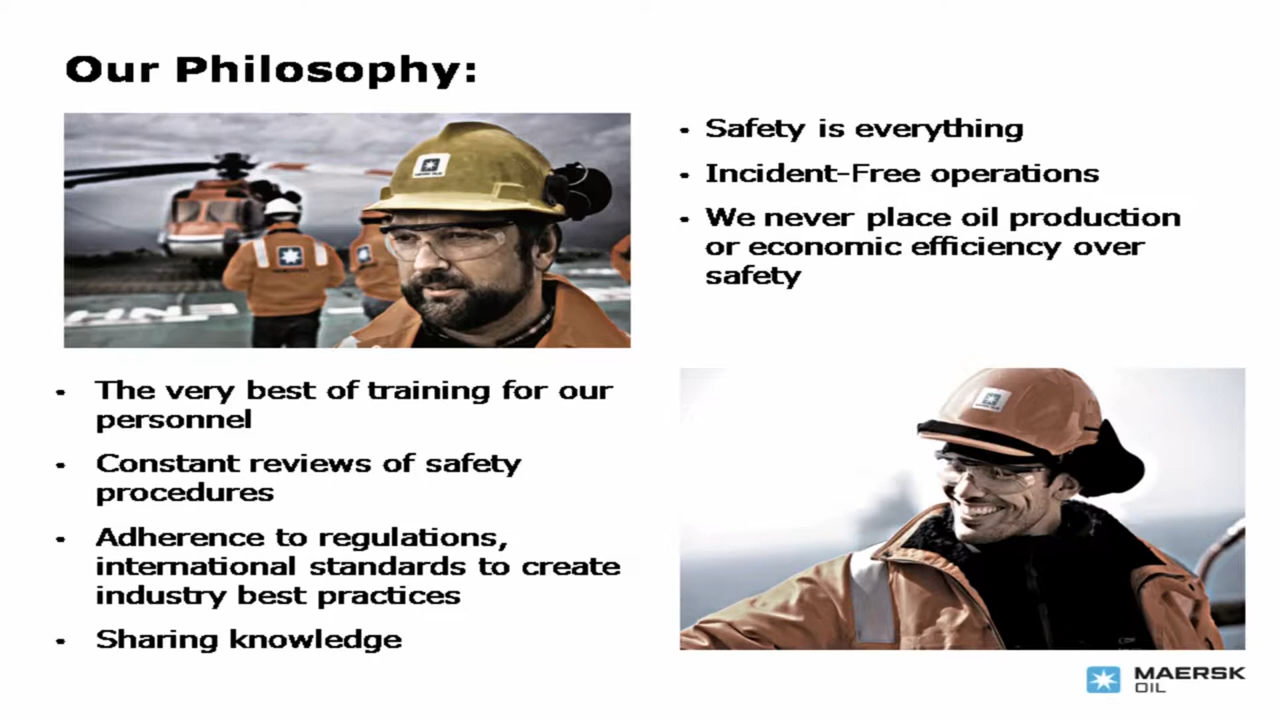 Our Philosophy:
• Safety is everything
• Incident-Free operations
• We never place oil production
or economic efficiency over
safety
• The very best of training for our
personnel
• Constant reviews of safety
procedures
• Adherence to regulations,
international standards to create
industry best practices
• Sharing knowledge
MAERSK
OIL